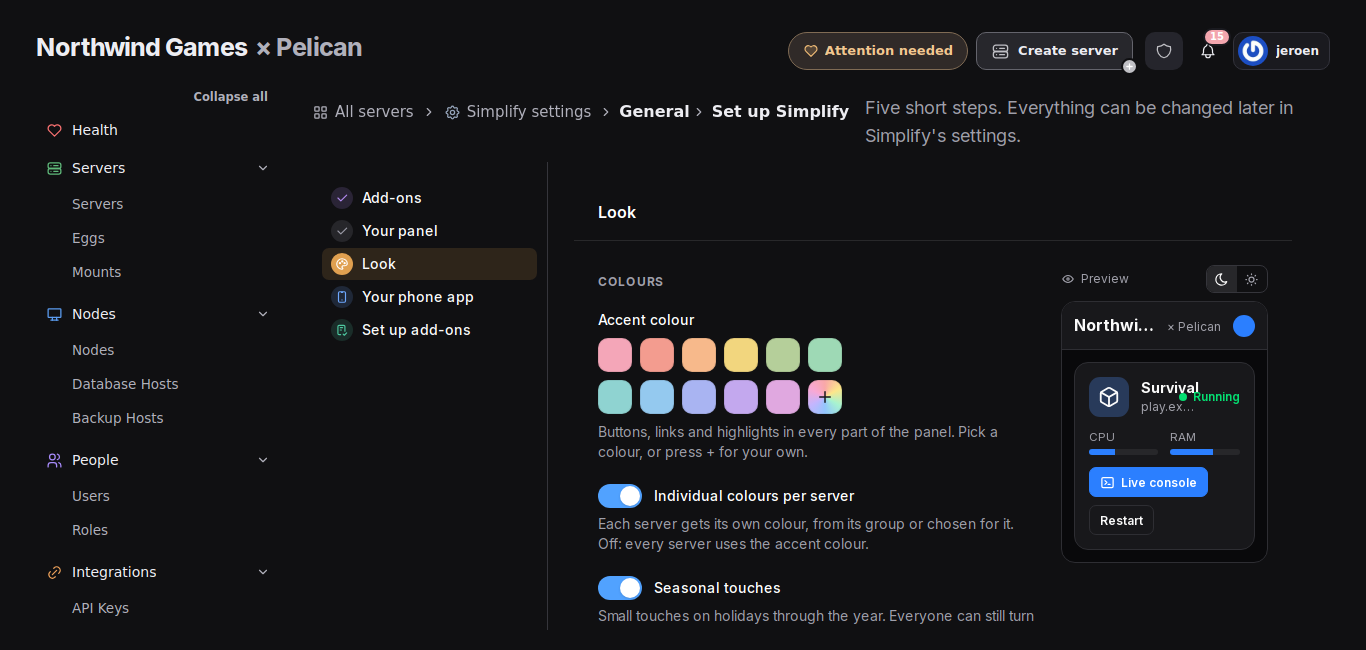 Northwind Games × Pelican
Attention needed
Create server
15
jeroen
Collapse all
Health
Servers
Servers
Eggs
Mounts
Nodes
Nodes
Database Hosts
Backup Hosts
People
Users
Roles
Integrations
API Keys
All servers > Simplify settings > General > Set up Simplify
Five short steps. Everything can be changed later in
Simplify's settings.
Add-ons
Your panel
Look
Your phone app
Set up add-ons
Look
COLOURS
Accent colour
+
Buttons, links and highlights in every part of the panel. Pick a
colour, or press + for your own.
Individual colours per server
Each server gets its own colour, from its group or chosen for it.
Off: every server uses the accent colour.
Seasonal touches
Small touches on holidays through the year. Everyone can still turn
Preview
Northwi… × Pelican
Survival
Running
play.ex…
CPU RAM
Live console
Restart